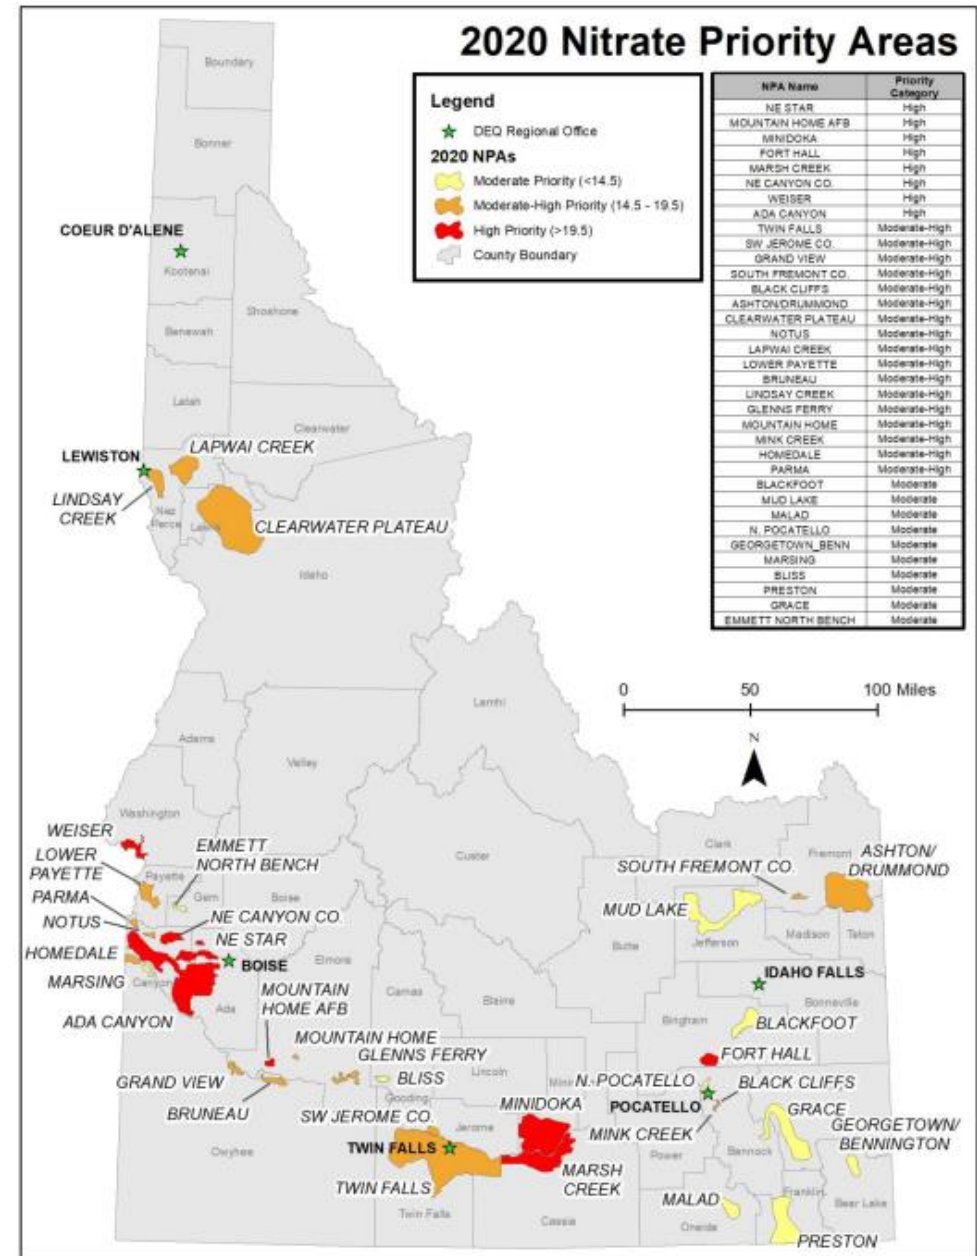 2020 Nitrate Priority Areas
Legend
DEQ Regional Office
2020 NPAs
Moderate Priority (<14.5)
Moderate-High Priority (14.5 - 19.5)
High Priority (>19.5)
County Boundary
NPA Name Priority Category
NE STAR High
MOUNTAIN HOME AFB High
MINIDOKA High
FORT HALL High
MARSH CREEK High
NE CANYON CO. High
WEISER High
ADA CANYON High
TWIN FALLS Moderate-High
SW JEROME CO. Moderate-High
GRAND VIEW Moderate-High
SOUTH FREMONT CO. Moderate-High
BLACK CLIFFS Moderate-High
ASHTON/DRUMMOND Moderate-High
CLEARWATER PLATEAU Moderate-High
NOTUS Moderate-High
LAPWAI CREEK Moderate-High
LOWER PAYETTE Moderate-High
BRUNEAU Moderate-High
LINDSAY CREEK Moderate-High
GLENNS FERRY Moderate-High
MOUNTAIN HOME Moderate-High
MINK CREEK Moderate-High
HOMEDALE Moderate-High
PARMA Moderate-High
BLACKFOOT Moderate
MUD LAKE Moderate
MALAD Moderate
N. POCATELLO Moderate
GEORGETOWN_BENN Moderate
MARSING Moderate
BLISS Moderate
PRESTON Moderate
GRACE Moderate
EMMETT NORTH BENCH Moderate
Boundary
Bonner
COEUR D'ALENE
Kootenai
Shoshone
Benewah
Latah
Clearwater
LAPWAI CREEK
LEWISTON
LINDSAY
CREEK
Nez
Perce
CLEARWATER PLATEAU
Idaho
0 50 100 Miles
N
Lemhi
Adams
Valley
Washington
WEISER
LOWER
PAYETTE
EMMETT
NORTH BENCH
Payette
Gem
Boise
Custer
Clark
Fremont
SOUTH FREMONT CO.
ASHTON/
DRUMMOND
PARMA
NOTUS
NE CANYON CO.
NE STAR
MUD LAKE
Jefferson
Madison
Teton
Butte
HOMEDALE
BOISE
Elmore
IDAHO FALLS
MARSING
Canyon
Ada
MOUNTAIN
HOME AFB
Camas
Blaine
Bonneville
Bingham
BLACKFOOT
ADA CANYON
MOUNTAIN HOME
GLENNS FERRY
FORT HALL
GRAND VIEW
BRUNEAU
BLISS
Lincoln
N. POCATELLO
BLACK CLIFFS
POCATELLO
Gooding
SW JEROME CO.
MINIDOKA
MINK CREEK
GRACE
GEORGETOWN/
BENNINGTON
Jerome
TWIN FALLS
Owyhee
Power
Bannock
MARSH
CREEK
TWIN FALLS
Twin Falls
Cassia
MALAD
Oneida
Franklin
Bear Lake
PRESTON